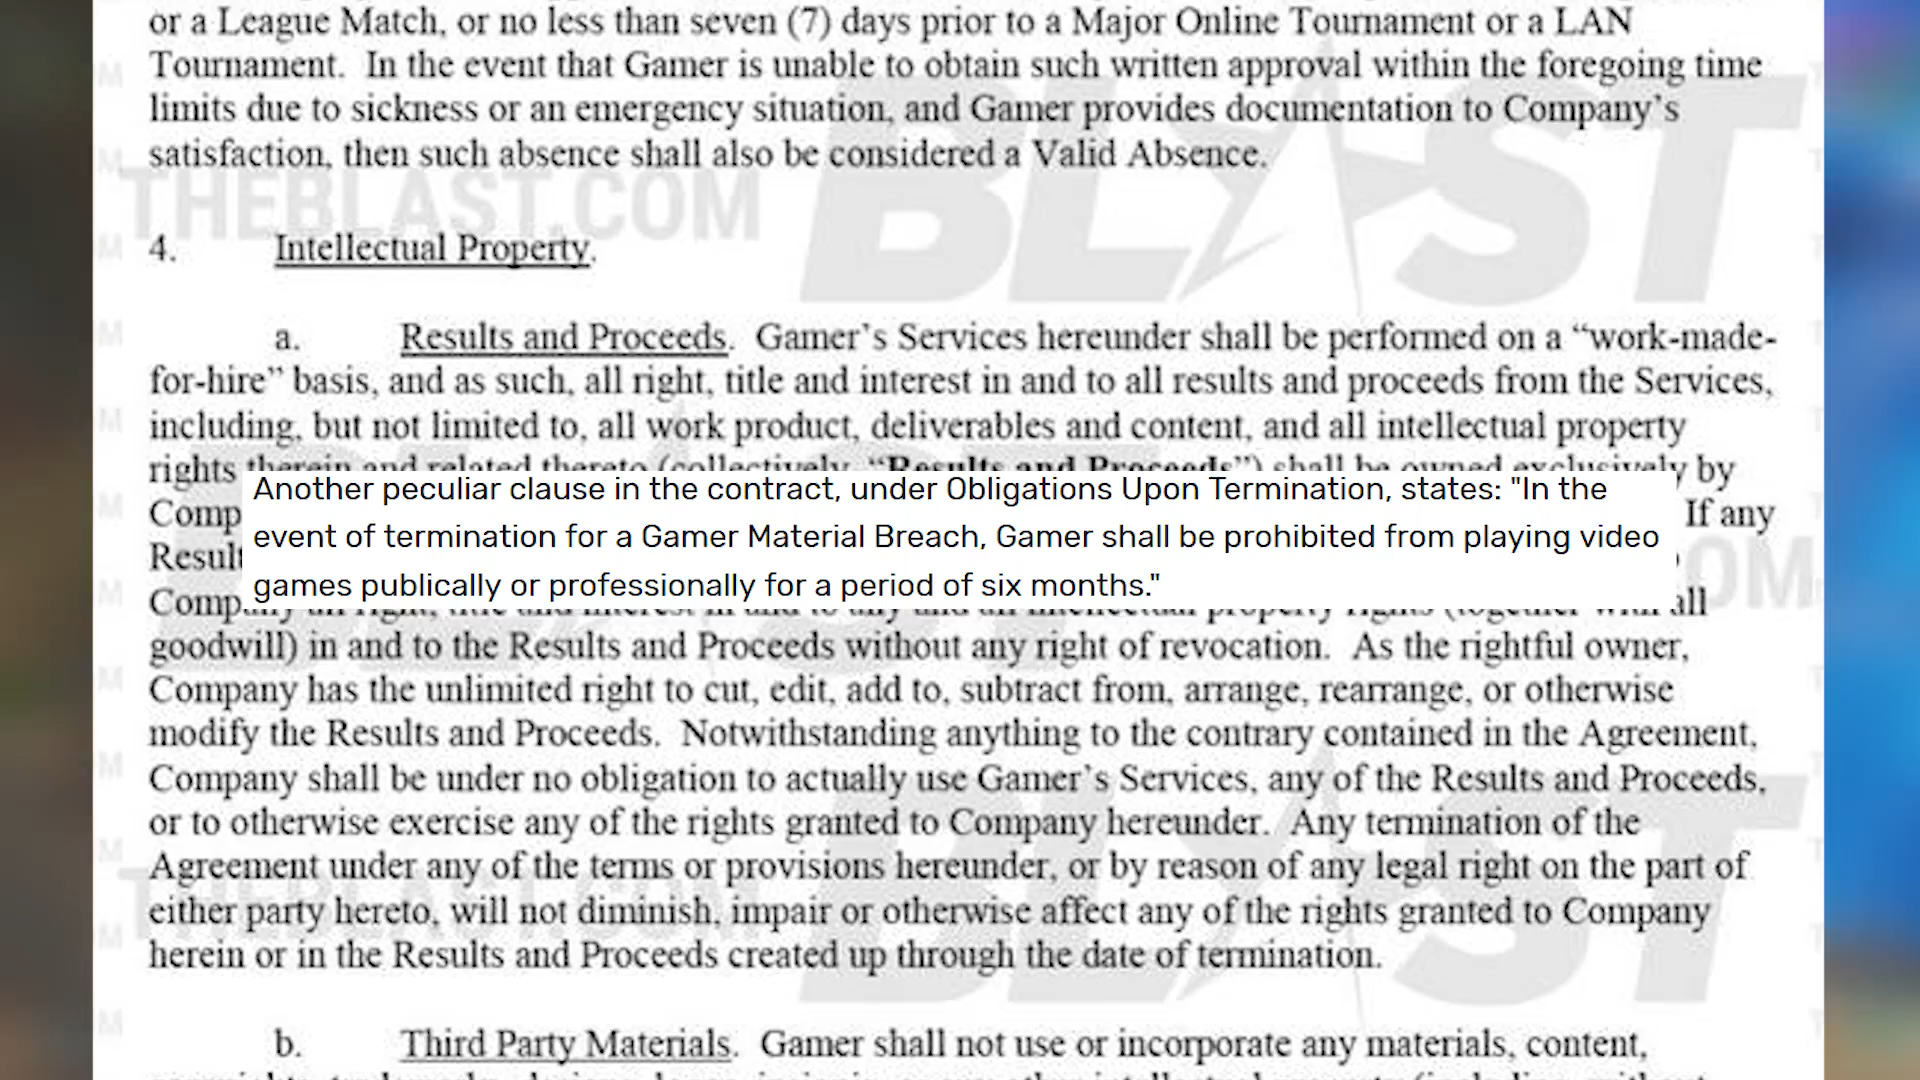 or a League Match, or no less than seven (7) days prior to a Major Online Tournament or a LAN
Tournament. In the event that Gamer is unable to obtain such written approval within the foregoing time
limits due to sickness or an emergency situation, and Gamer provides documentation to Company's
satisfaction, then such absence shall also be considered a Valid Absence.
THEBLAST.COM
BLAST
4. Intellectual Property.
a. Results and Proceeds. Gamer's Services hereunder shall be performed on a “work-made-
for-hire” basis, and as such, all right, title and interest in and to all results and proceeds from the Services,
including, but not limited to, all work product, deliverables and content, and all intellectual property
rights therein and related thereto (collectively, “Results and Proceeds”) shall be owned exclusively by
Comp
If any
Result
Another peculiar clause in the contract, under Obligations Upon Termination, states: "In the
event of termination for a Gamer Material Breach, Gamer shall be prohibited from playing video
games publically or professionally for a period of six months."
Company all right, title and interest in and to any and all intellectual property rights (together with all
goodwill) in and to the Results and Proceeds without any right of revocation. As the rightful owner,
Company has the unlimited right to cut, edit, add to, subtract from, arrange, rearrange, or otherwise
modify the Results and Proceeds. Notwithstanding anything to the contrary contained in the Agreement,
Company shall be under no obligation to actually use Gamer's Services, any of the Results and Proceeds,
or to otherwise exercise any of the rights granted to Company hereunder. Any termination of the
Agreement under any of the terms or provisions hereunder, or by reason of any legal right on the part of
either party hereto, will not diminish, impair or otherwise affect any of the rights granted to Company
herein or in the Results and Proceeds created up through the date of termination.
THEBLAST.COM
BLAST
b. Third Party Materials. Gamer shall not use or incorporate any materials, content,